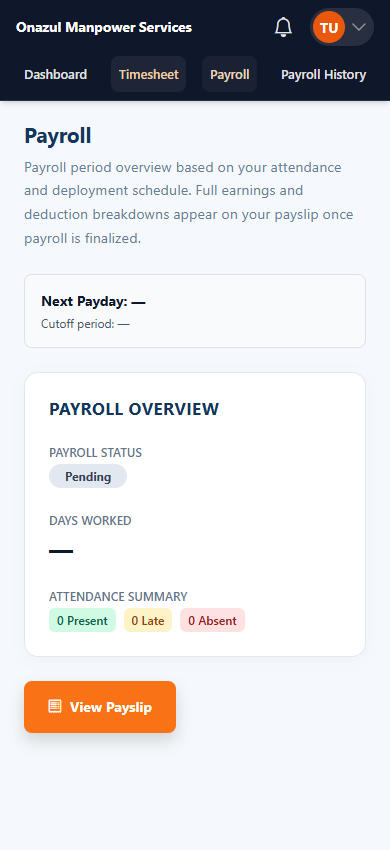 Onazul Manpower Services
TU
Dashboard
Timesheet
Payroll
Payroll History
Payroll
Payroll period overview based on your attendance
and deployment schedule. Full earnings and
deduction breakdowns appear on your payslip once
payroll is finalized.
Next Payday: —
Cutoff period: —
PAYROLL OVERVIEW
PAYROLL STATUS
Pending
DAYS WORKED
—
ATTENDANCE SUMMARY
0 Present
0 Late
0 Absent
View Payslip